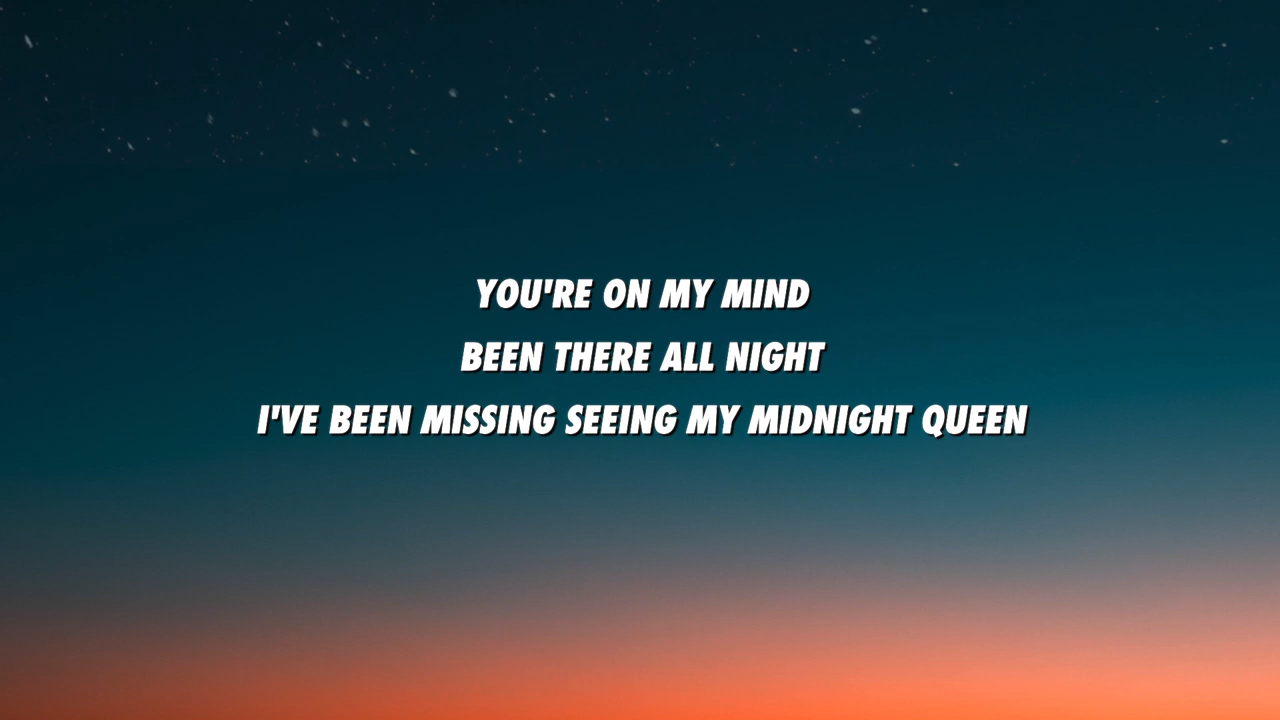 YOU'RE ON MY MIND
BEEN THERE ALL NIGHT
I'VE BEEN MISSING SEEING MY MIDNIGHT QUEEN